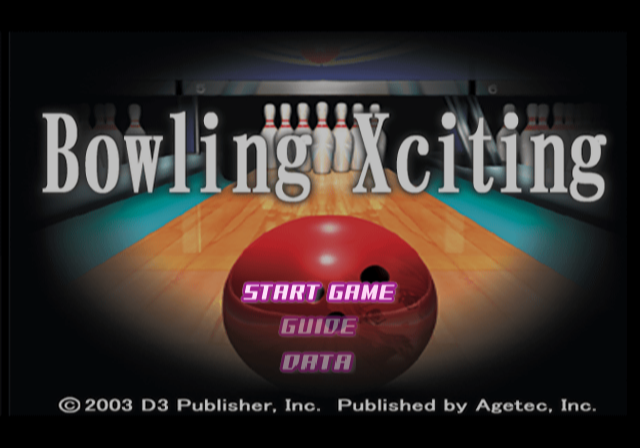 Bowling Xciting
START GAME
GUIDE
DATA
©2003 D3 Publisher, Inc. Published by Agetec, Inc.